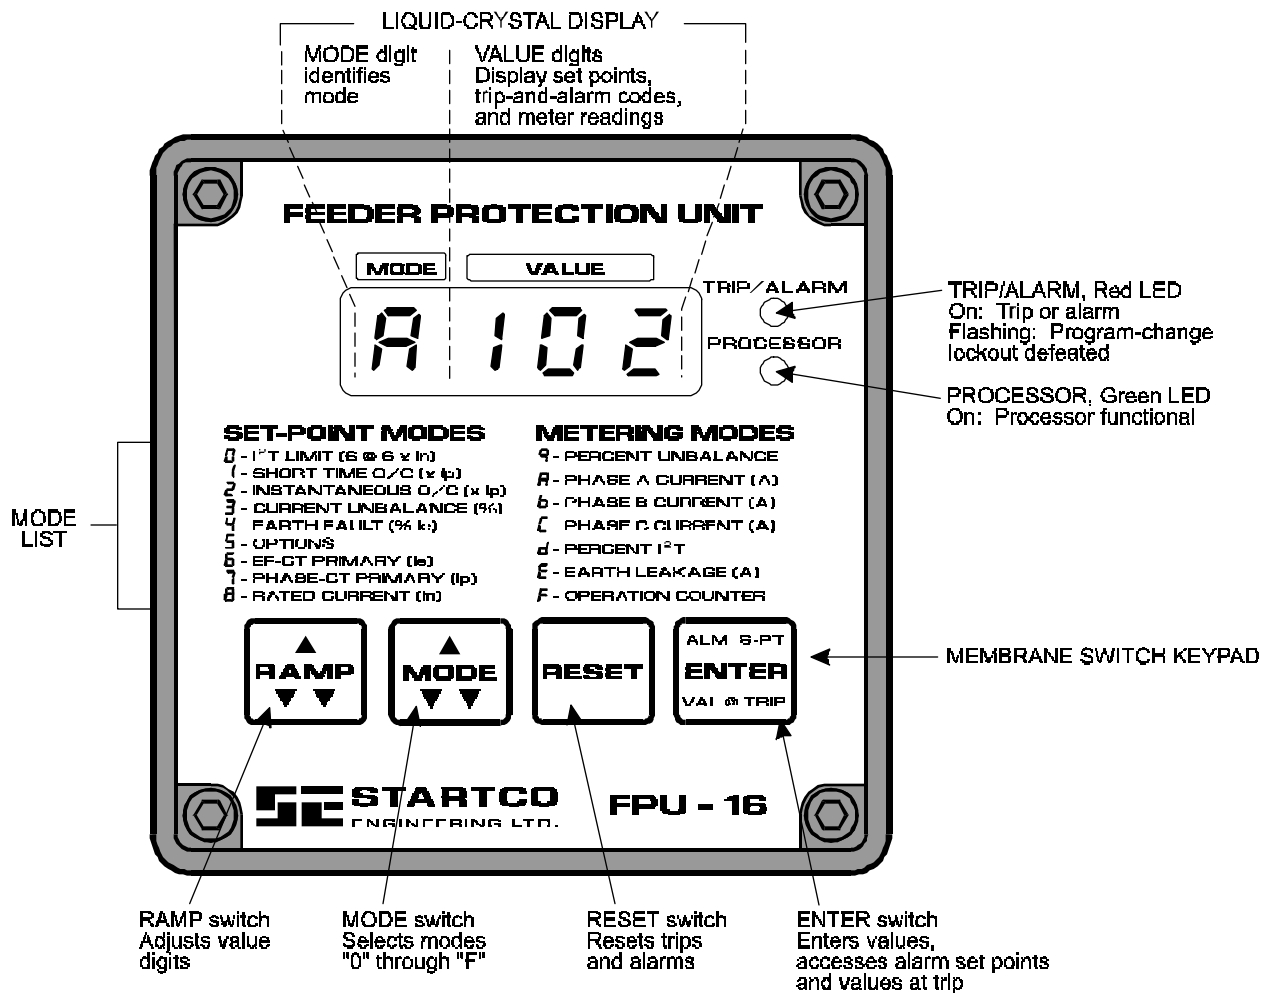 LIQUID-CRYSTAL DISPLAY
MODE digit
identifies
mode
VALUE digits
Display set points,
trip-and-alarm codes,
and meter readings
FEEDER PROTECTION UNIT
MODE
VALUE
A 102
TRIP/ALARM
PROCESSOR
TRIP/ALARM, Red LED
On: Trip or alarm
Flashing: Program-change
lockout defeated
PROCESSOR, Green LED
On: Processor functional
MODE
LIST
SET-POINT MODES
0 - I²T LIMIT (6 @ 6 x In)
1 - SHORT TIME O/C (x Ip)
2 - INSTANTANEOUS O/C (x Ip)
3 - CURRENT UNBALANCE (%)
4 EARTH FAULT (%
5 - OPTIONS
6 - EF-CT PRIMARY (Ie)
7 - PHASE-CT PRIMARY (Ip)
8 - RATED CURRENT (In)
METERING MODES
9 - PERCENT UNBALANCE
A - PHASE A CURRENT (A)
b - PHASE B CURRENT (A)
C PHASE C CURRENT (A)
d - PERCENT I²T
E - EARTH LEAKAGE (A)
F - OPERATION COUNTER
RAMP
MODE
RESET
ALM S-PT
ENTER
VAL @ TRIP
MEMBRANE SWITCH KEYPAD
SE STARTCO
ENGINEERING LTD.
FPU - 16
RAMP switch
Adjusts value
digits
MODE switch
Selects modes
"0" through "F"
RESET switch
Resets trips
and alarms
ENTER switch
Enters values,
accesses alarm set points
and values at trip